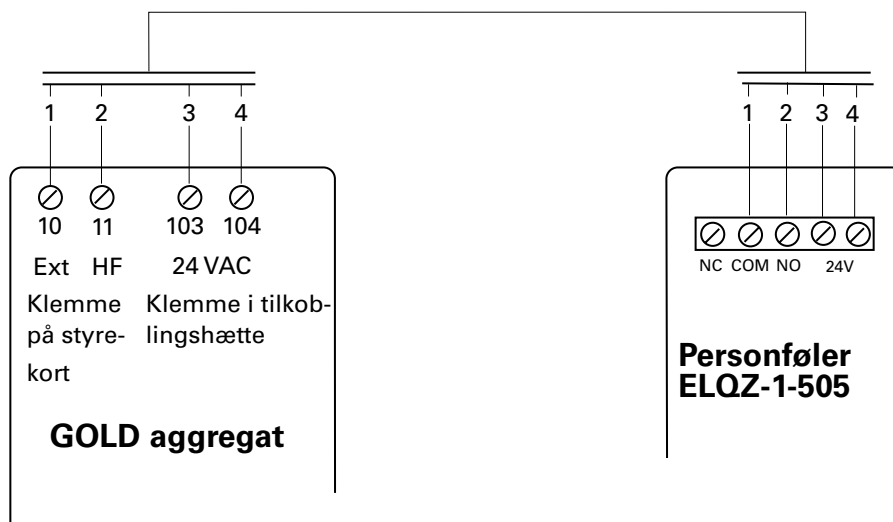 1 2 3 4
1 2 3 4
10 11 103 104
Ext HF 24 VAC
Klemme
på styre-
kort
Klemme i tilkob-
lingshætte
GOLD aggregat
NC COM NO 24V
Personføler
ELQZ-1-505